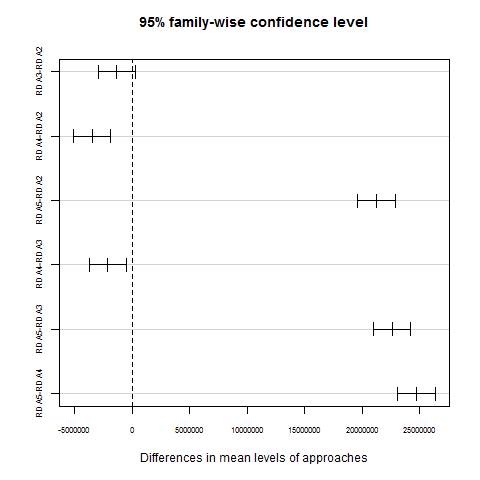 95% family-wise confidence level
RD A3-RD A2
RD A4-RD A2
RD A5-RD A2
RD A4-RD A3
RD A5-RD A3
RD A5-RD A4
-5000000 0 5000000 10000000 15000000 20000000 25000000
Differences in mean levels of approaches